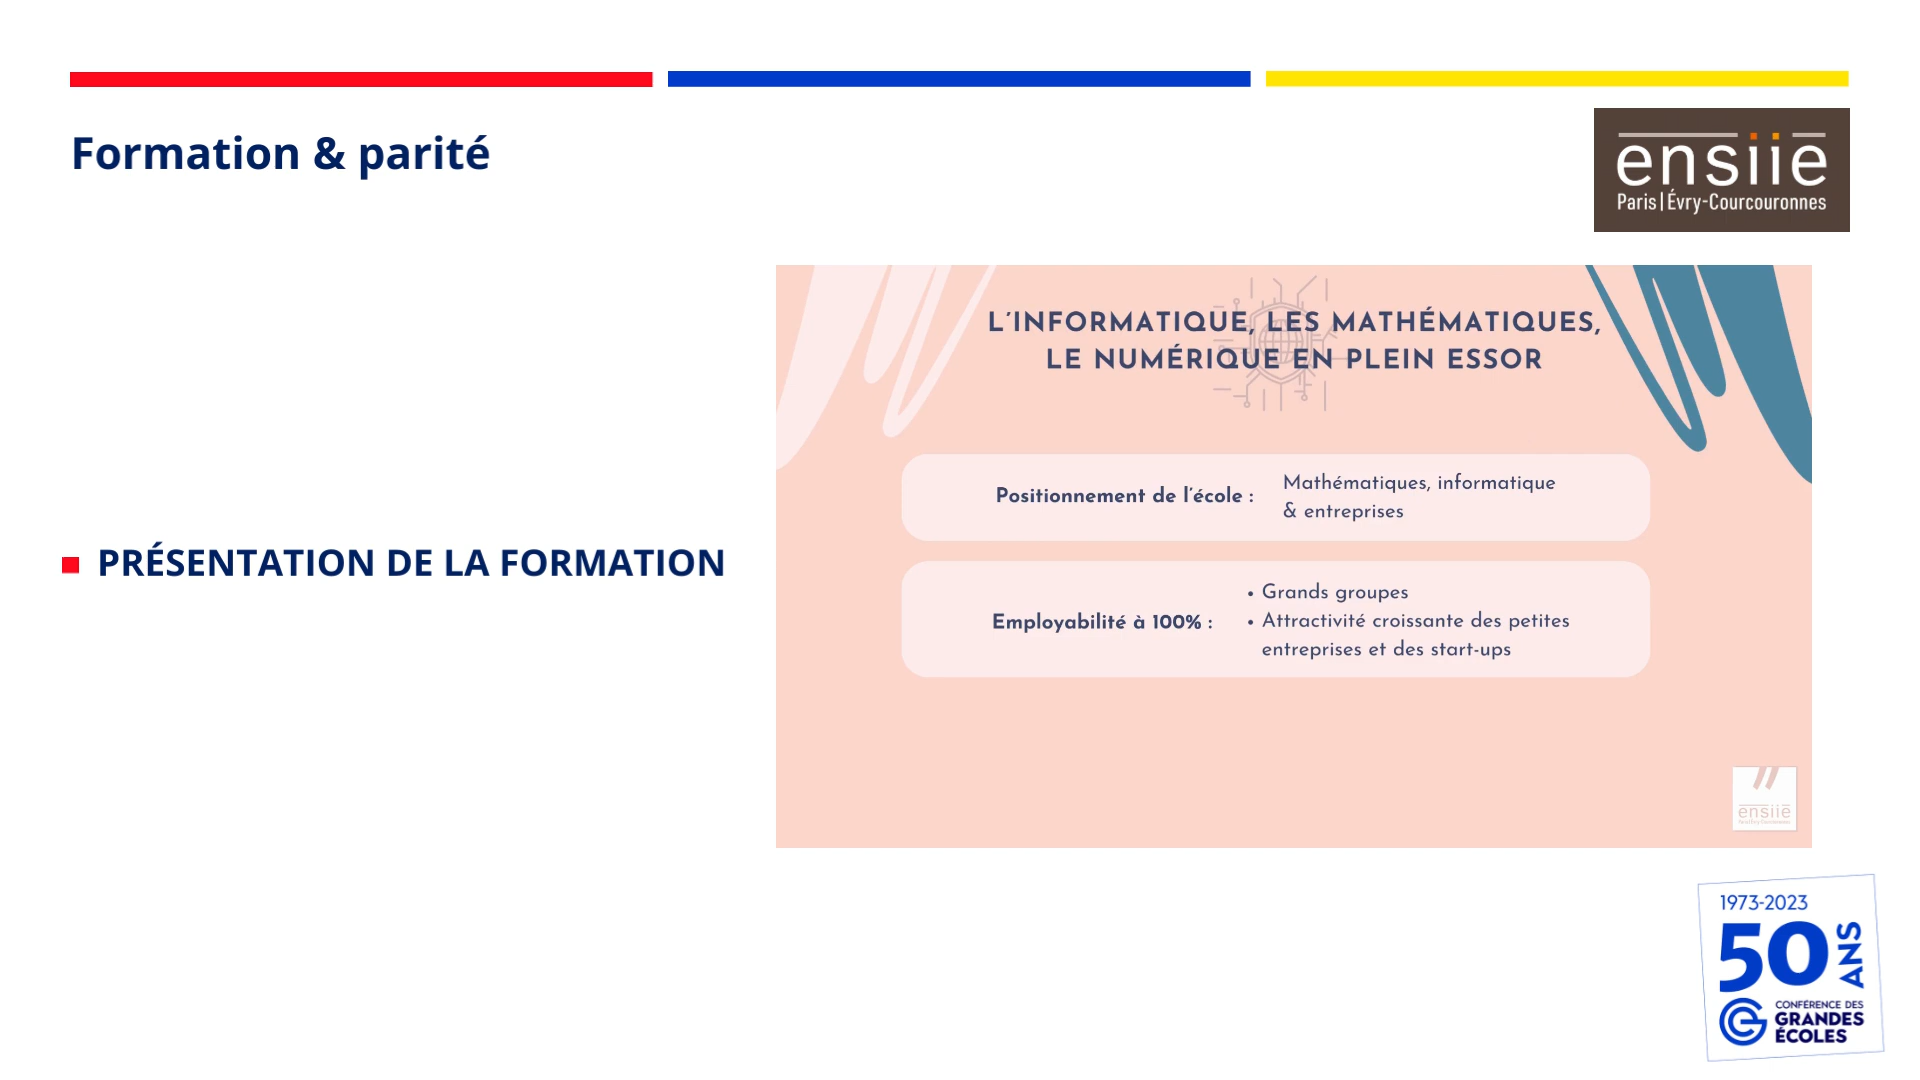 Formation & parité
ensiie
Paris|Évry-Courcouronnes
PRÉSENTATION DE LA FORMATION
L'INFORMATIQUE, LES MATHÉMATIQUES,
LE NUMÉRIQUE EN PLEIN ESSOR
Positionnement de l'école :
Mathématiques, informatique
& entreprises
Employabilité à 100% :
• Grands groupes
• Attractivité croissante des petites
entreprises et des start-ups
ensiie
1973-2023
50
ANS
CONFÉRENCE DES
GRANDES
ÉCOLES